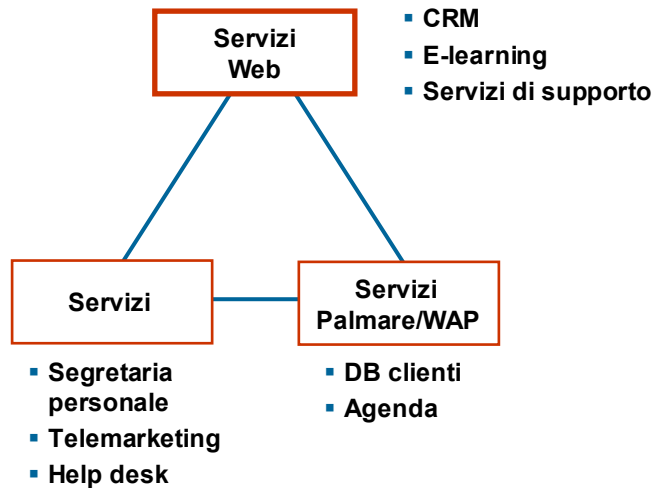 Servizi
Web
▪ CRM
▪ E-learning
▪ Servizi di supporto
Servizi
▪ Segretaria
personale
▪ Telemarketing
▪ Help desk
Servizi
Palmare/WAP
▪ DB clienti
▪ Agenda